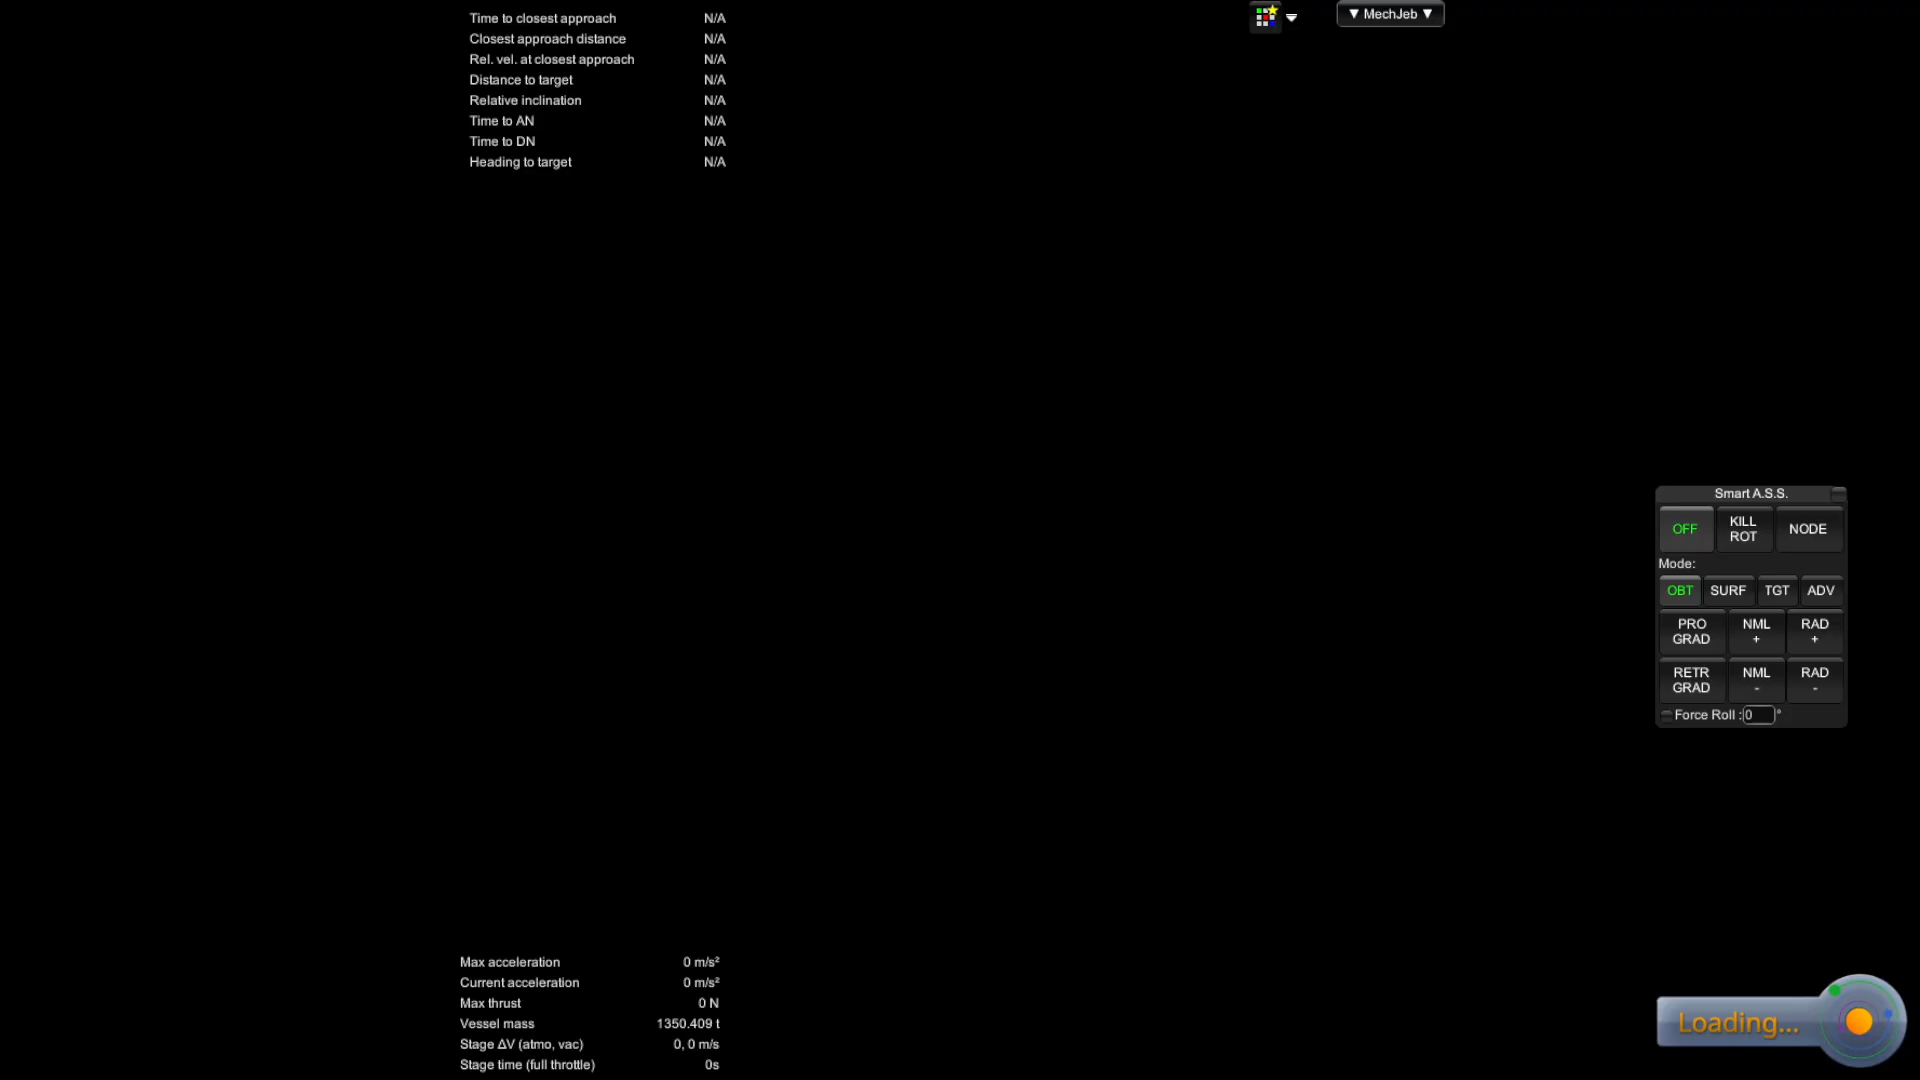 Time to closest approach N/A
Closest approach distance N/A
Rel. vel. at closest approach N/A
Distance to target N/A
Relative inclination N/A
Time to AN N/A
Time to DN N/A
Heading to target N/A
▼ MechJeb ▼
Smart A.S.S.
OFF KILL ROT NODE
Mode:
OBT SURF TGT ADV
PRO GRAD NML + RAD +
RETR GRAD NML - RAD -
Force Roll : 0 °
Max acceleration 0 m/s²
Current acceleration 0 m/s²
Max thrust 0 N
Vessel mass 1350.409 t
Stage ΔV (atmo, vac) 0, 0 m/s
Stage time (full throttle) 0s
Loading...